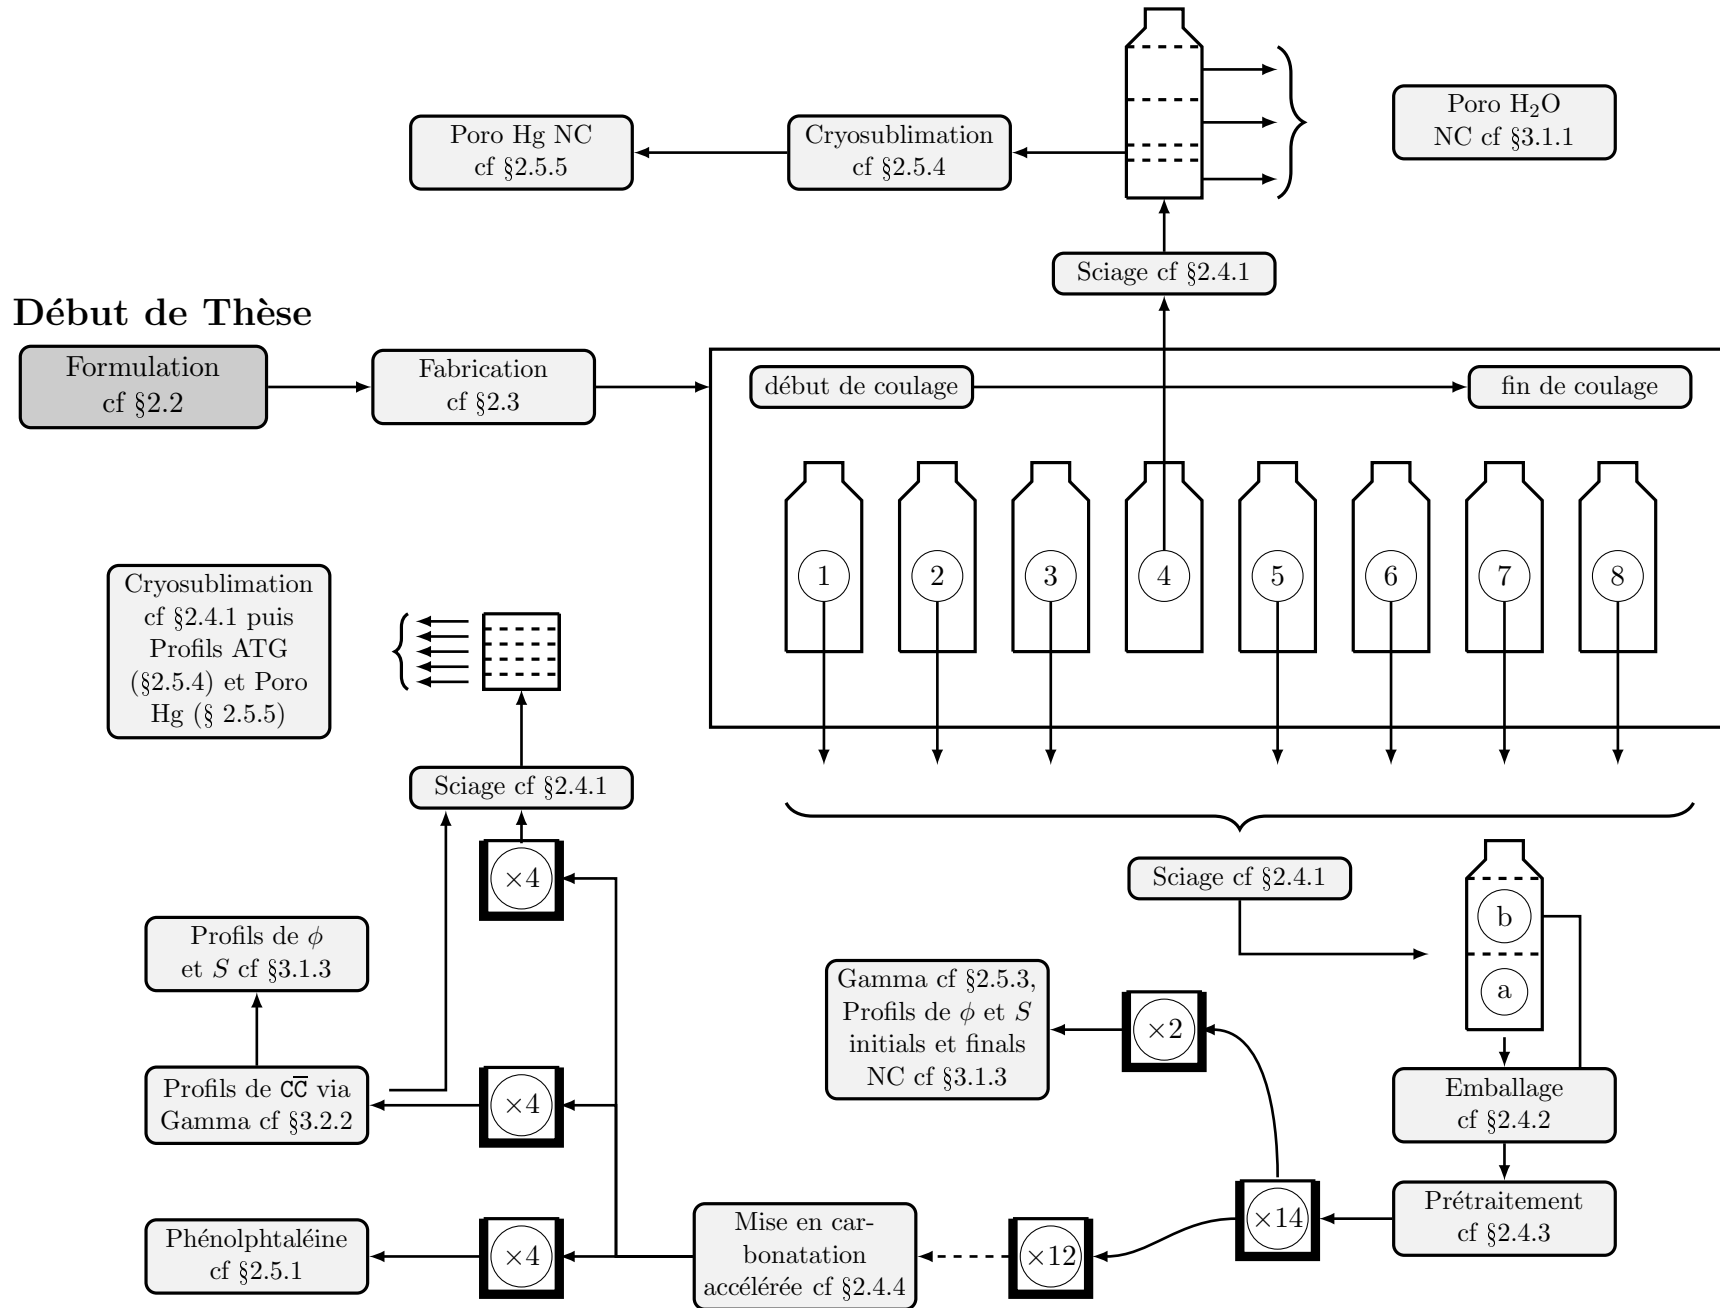 Poro Hg NC
cf §2.5.5
Cryosublimation
cf §2.5.4
Poro H₂O
NC cf §3.1.1
Sciage cf §2.4.1
Début de Thèse
Formulation
cf §2.2
Fabrication
cf §2.3
début de coulage
fin de coulage
1
2
3
4
5
6
7
8
Cryosublimation
cf §2.4.1 puis
Profils ATG
(§2.5.4) et Poro
Hg (§ 2.5.5)
Sciage cf §2.4.1
×4
Sciage cf §2.4.1
b
a
Profils de ϕ
et S cf §3.1.3
Gamma cf §2.5.3,
Profils de ϕ et S
initials et finals
NC cf §3.1.3
×2
Profils de CC̅ via
Gamma cf §3.2.2
×4
Emballage
cf §2.4.2
Prétraitement
cf §2.4.3
×14
×12
Mise en car-
bonatation
accélérée cf §2.4.4
×4
Phénolphtaléine
cf §2.5.1